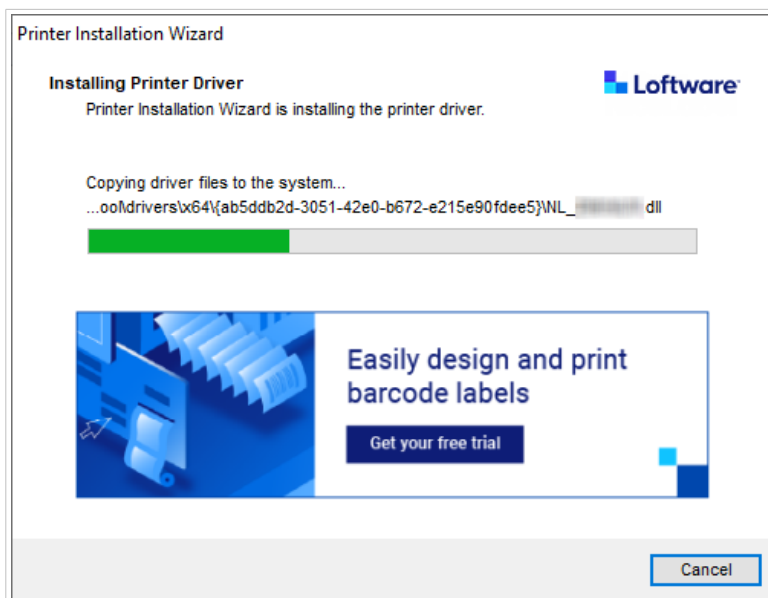 Printer Installation Wizard
Installing Printer Driver
Loftware
Printer Installation Wizard is installing the printer driver.
Copying driver files to the system...
...ool\drivers\x64\{ab5ddb2d-3051-42e0-b672-e215e90fdee5}\NL_ dll
Easily design and print
barcode labels
Get your free trial
Cancel